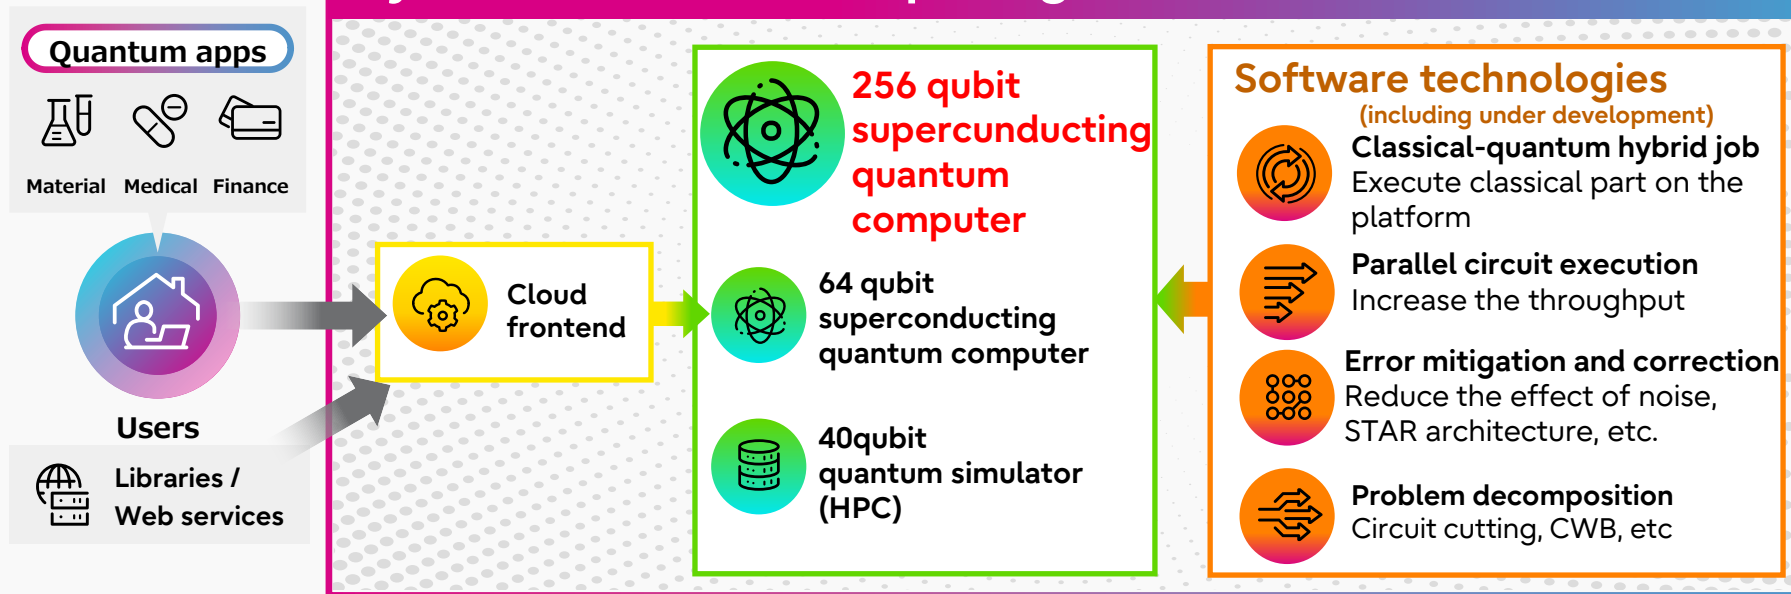 Quantum apps
Material Medical Finance
Users
Libraries /
Web services
Cloud
frontend
256 qubit
supercunducting
quantum
computer
64 qubit
superconducting
quantum computer
40qubit
quantum simulator
(HPC)
Software technologies
(including under development)
Classical-quantum hybrid job
Execute classical part on the
platform
Parallel circuit execution
Increase the throughput
Error mitigation and correction
Reduce the effect of noise,
STAR architecture, etc.
Problem decomposition
Circuit cutting, CWB, etc